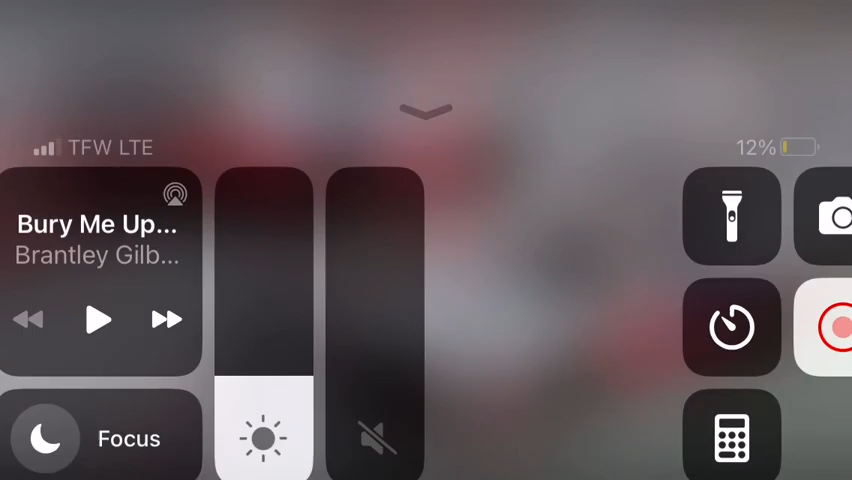 TFW LTE
12%
Bury Me Up...
Brantley Gilb...
Focus